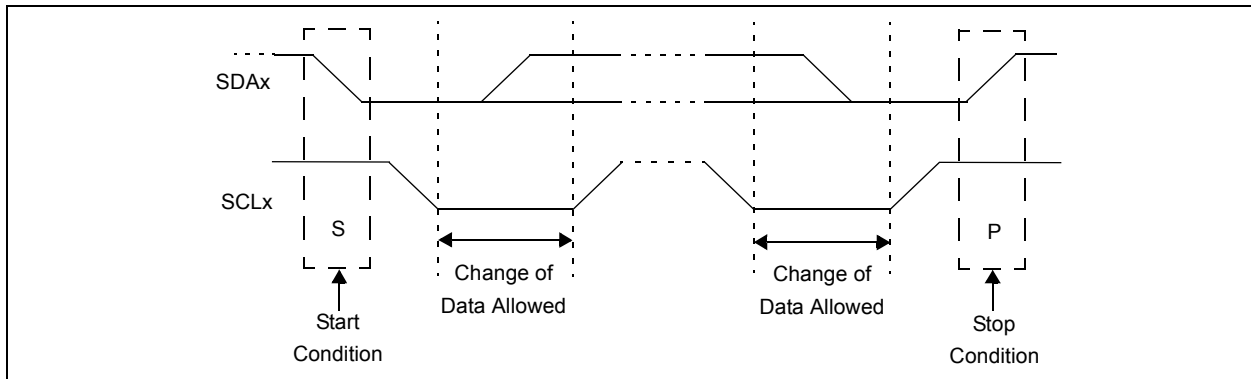 SDAx
SCLx
S
P
Change of
Data Allowed
Change of
Data Allowed
Start
Condition
Stop
Condition